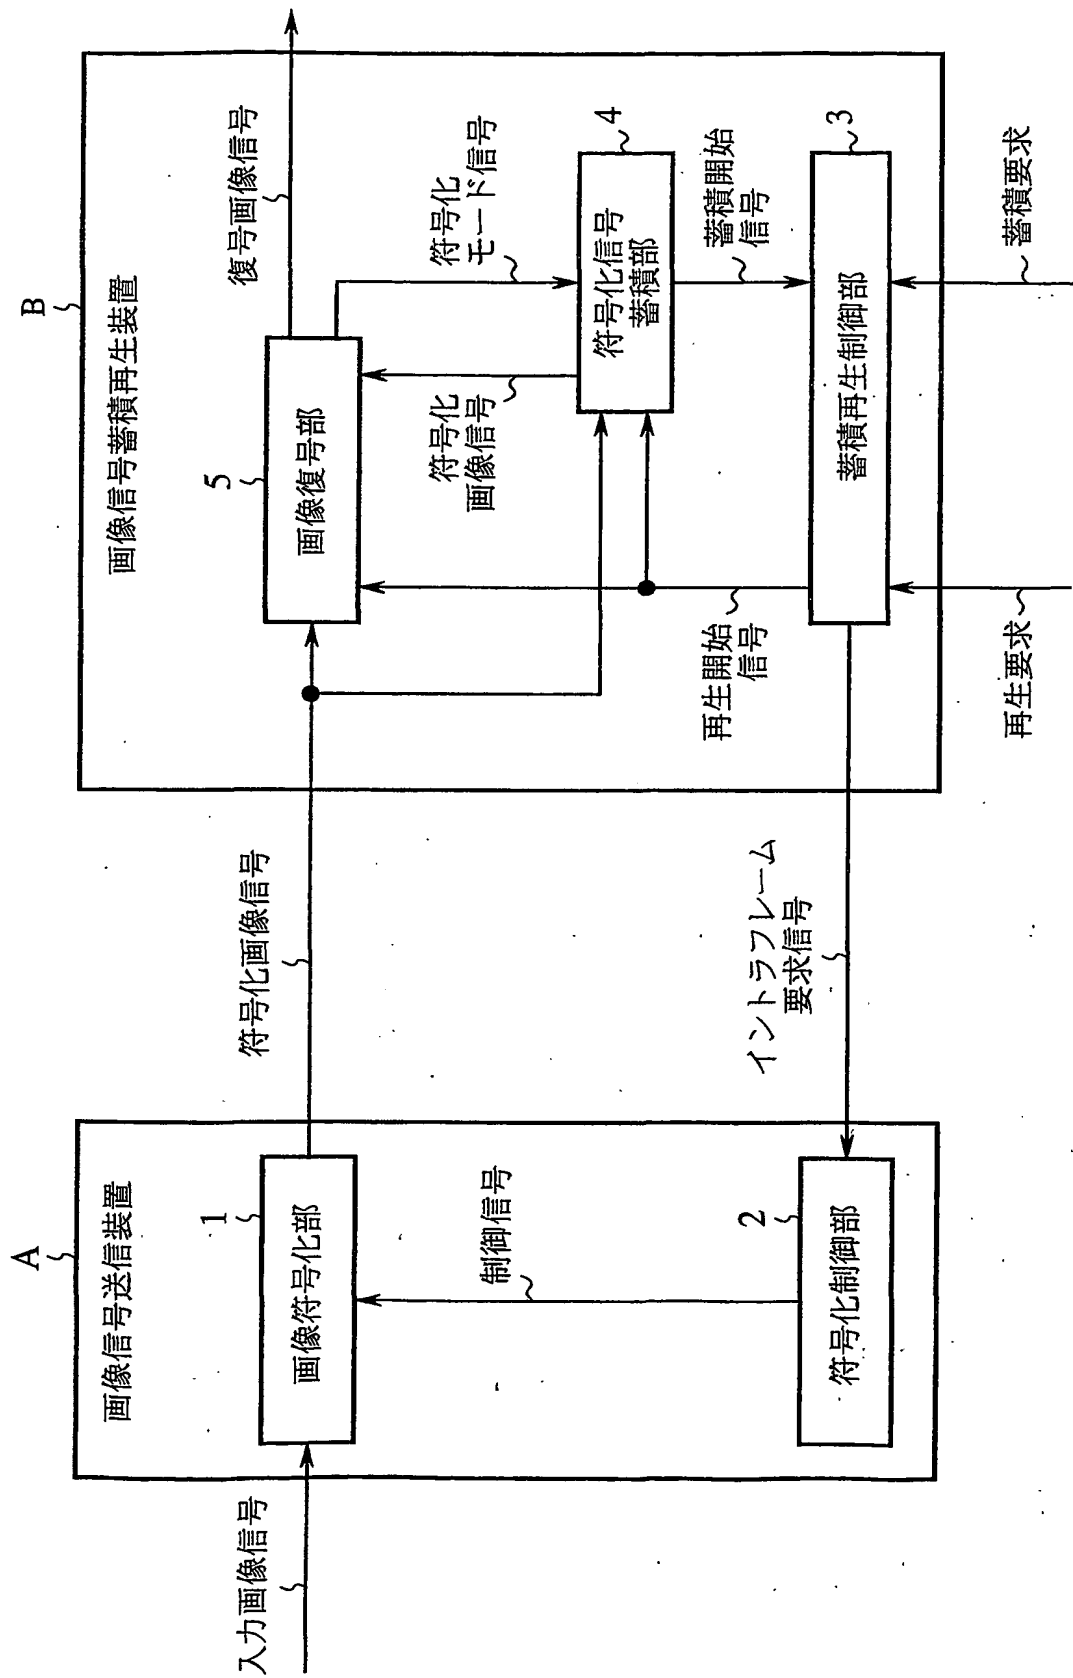 A
画像信号送信装置
入力画像信号
1
画像符号化部
制御信号
2
符号化制御部
符号化画像信号
イントラフレーム
要求信号
B
画像信号蓄積再生装置
復号画像信号
5
画像復号部
符号化
モード信号
符号化
画像信号
4
符号化信号
蓄積部
再生開始
信号
蓄積開始
信号
3
蓄積再生制御部
再生要求
蓄積要求